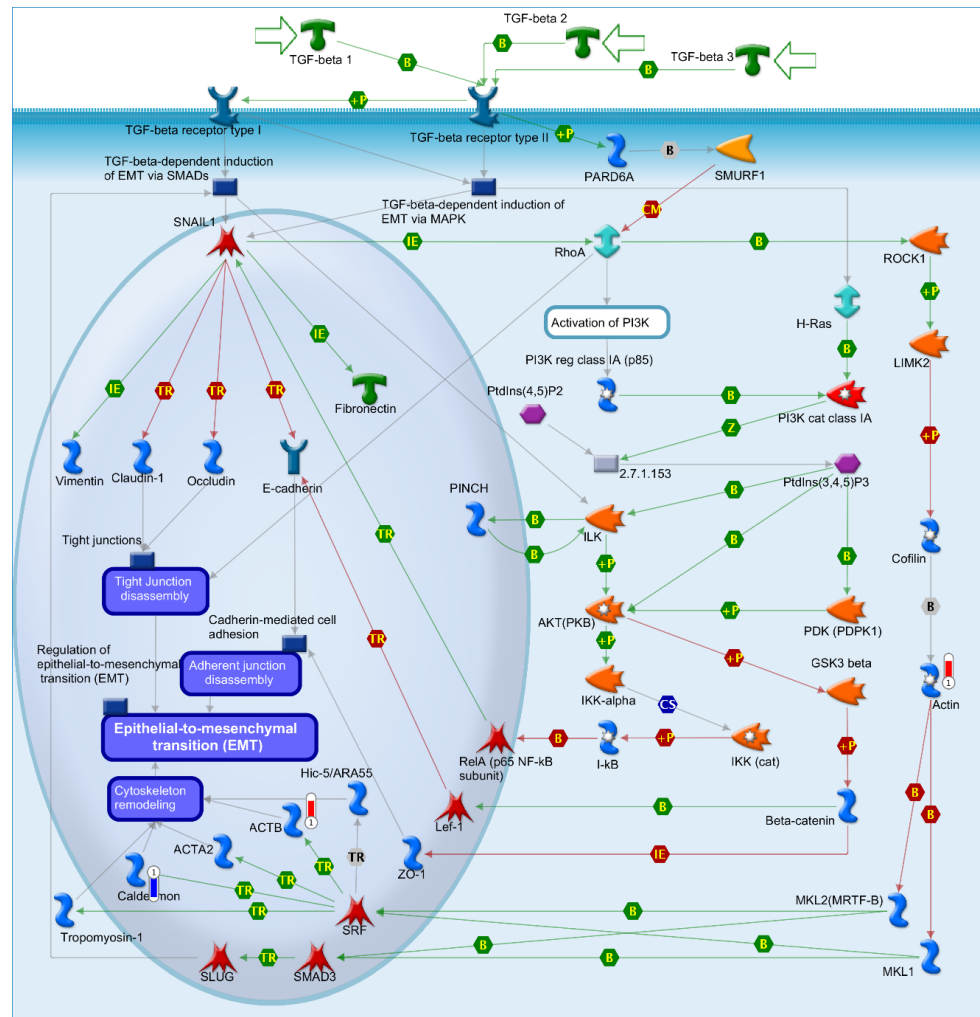 TGF-beta 2
TGF-beta 1
TGF-beta 3
B
B
B
+P
TGF-beta receptor type I
TGF-beta receptor type II
+P
PARD6A
B
SMURF1
TGF-beta-dependent induction
of EMT via SMADs
TGF-beta-dependent induction of
EMT via MAPK
CM
SNAIL1
IE
RhoA
B
ROCK1
+P
H-Ras
Activation of PI3K
IE
B
LIMK2
PI3K reg class IA (p85)
PtdIns(4,5)P2
IE
TR
TR
TR
Fibronectin
B
PI3K cat class IA
Z
+P
Vimentin
Claudin-1
Occludin
E-cadherin
2.7.1.153
PtdIns(3,4,5)P3
PINCH
B
B
ILK
B
TR
B
B
Cofilin
Tight junctions
+P
Tight Junction
disassembly
AKT(PKB)
+P
PDK (PDPK1)
B
Cadherin-mediated cell
adhesion
TR
+P
+P
GSK3 beta
Regulation of
epithelial-to-mesenchymal
transition (EMT)
Adherent junction
disassembly
IKK-alpha
CS
1
Actin
Epithelial-to-mesenchymal
transition (EMT)
RelA (p65 NF-kB
subunit)
B
I-kB
+P
IKK (cat)
+P
Hic-5/ARA55
Cytoskeleton
remodeling
ACTB
1
Lef-1
B
Beta-catenin
B
B
ACTA2
TR
TR
ZO-1
IE
1
Caldesmon
TR
TR
TR
Tropomyosin-1
SRF
B
MKL2(MRTF-B)
SLUG
TR
SMAD3
B
B
B
MKL1